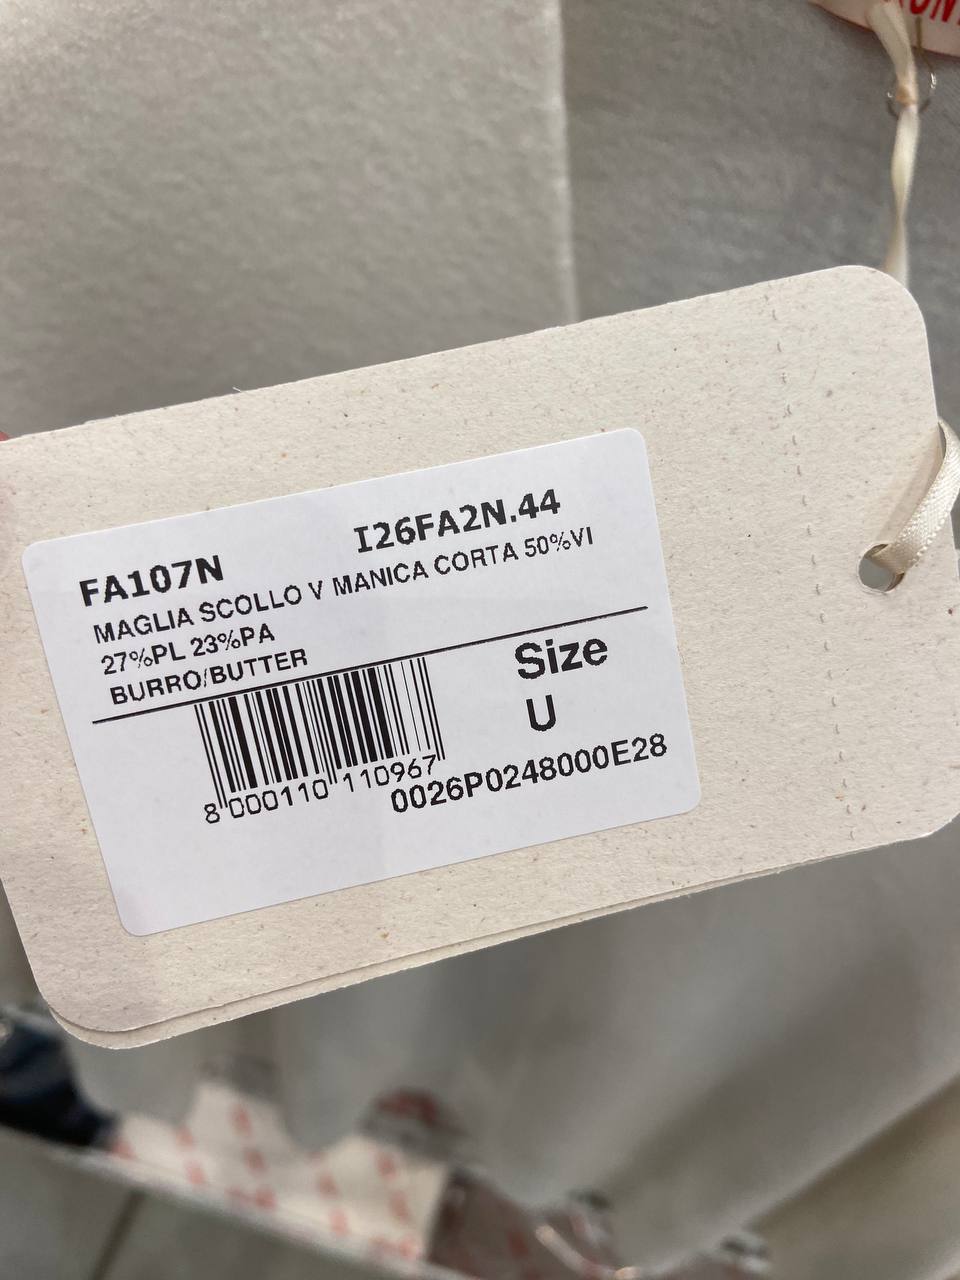 FA107N I26FA2N.44
MAGLIA SCOLLO V MANICA CORTA 50%VI
27%PL 23%PA
BURRO/BUTTER
Size
U
8 000110 110967
0026P0248000E28